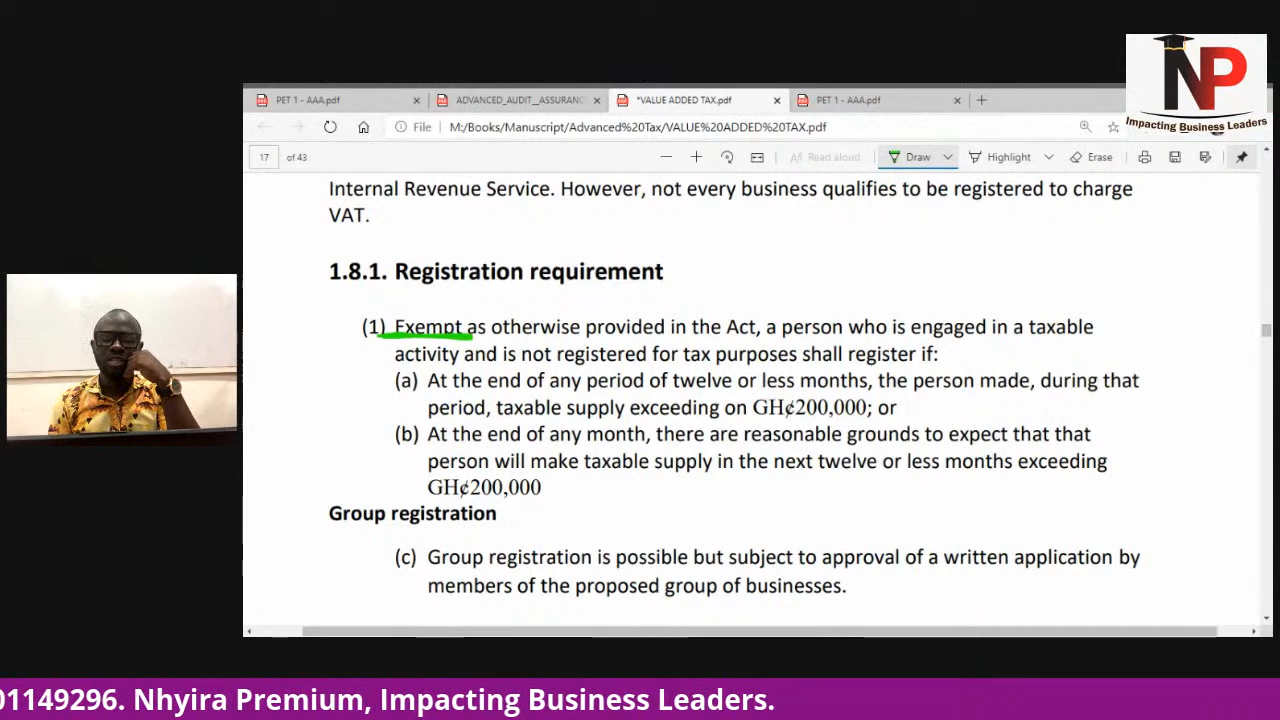 NP
Impacting Business Leaders
PET 1 - AAA.pdf
ADVANCED_AUDIT__ASSURANC
*VALUE ADDED TAX.pdf
PET 1 - AAA.pdf
File M:/Books/Manuscript/Advanced%20Tax/VALUE%20ADDED%20TAX.pdf
17 of 43 Read aloud Draw Highlight Erase
Internal Revenue Service. However, not every business qualifies to be registered to charge
VAT.
1.8.1. Registration requirement
(1) Exempt as otherwise provided in the Act, a person who is engaged in a taxable
activity and is not registered for tax purposes shall register if:
(a) At the end of any period of twelve or less months, the person made, during that
period, taxable supply exceeding on GH¢200,000; or
(b) At the end of any month, there are reasonable grounds to expect that that
person will make taxable supply in the next twelve or less months exceeding
GH¢200,000
Group registration
(c) Group registration is possible but subject to approval of a written application by
members of the proposed group of businesses.
01149296. Nhyira Premium, Impacting Business Leaders.